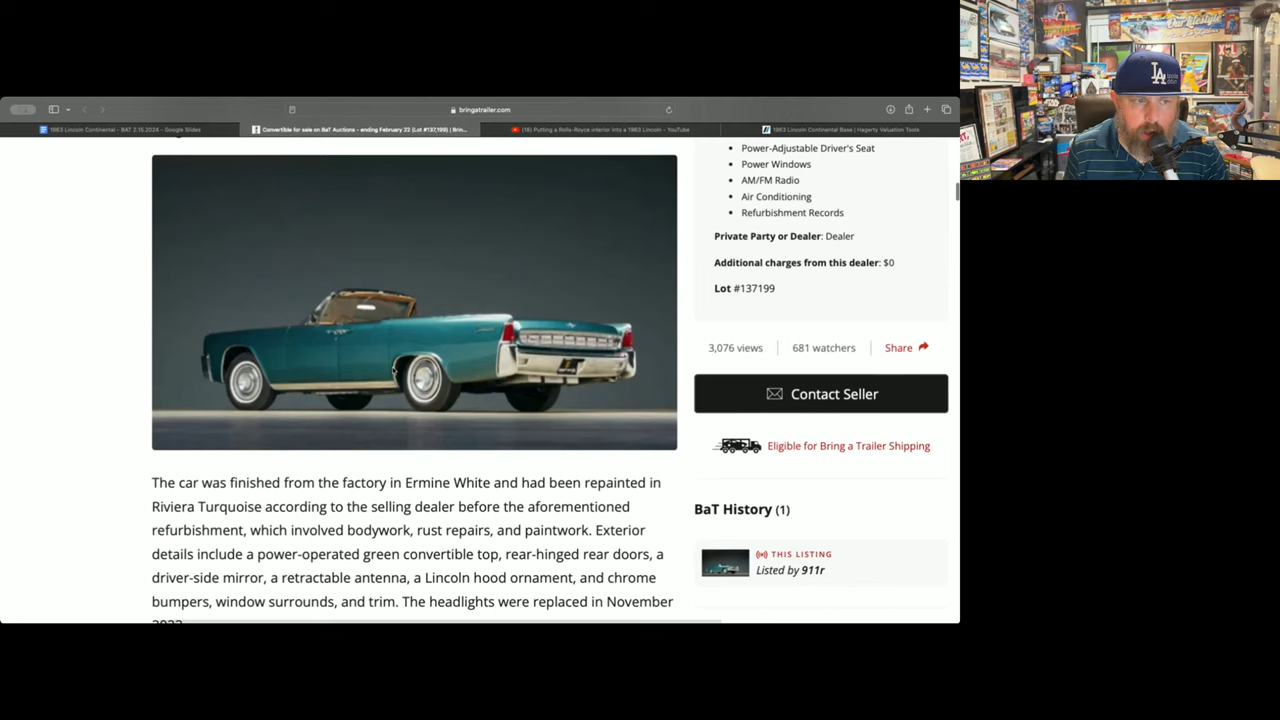 bringatrailer.com
1963 Lincoln Continental - BAT 2.15.2024 - Google Slides
Convertible for sale on BaT Auctions - ending February 22 (Lot #137,199) | Brin...
(18) Putting a Rolls-Royce interior into a 1963 Lincoln - YouTube
1963 Lincoln Continental Base | Hagerty Valuation Tools
Power-Adjustable Driver's Seat
Power Windows
AM/FM Radio
Air Conditioning
Refurbishment Records
Private Party or Dealer: Dealer
Additional charges from this dealer: $0
Lot #137199
3,076 views
681 watchers
Share
Contact Seller
Eligible for Bring a Trailer Shipping
BaT History (1)
THIS LISTING
Listed by 911r
The car was finished from the factory in Ermine White and had been repainted in
Riviera Turquoise according to the selling dealer before the aforementioned
refurbishment, which involved bodywork, rust repairs, and paintwork. Exterior
details include a power-operated green convertible top, rear-hinged rear doors, a
driver-side mirror, a retractable antenna, a Lincoln hood ornament, and chrome
bumpers, window surrounds, and trim. The headlights were replaced in November
Our Lifestyle
XFL
LA